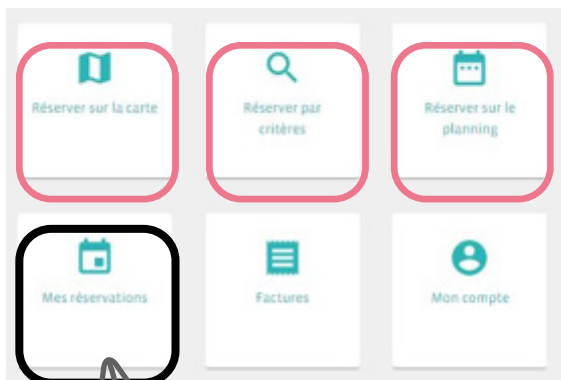 Réserver sur la carte
Réserver par
critères
Réserver sur le
planning
Mes réservations
Factures
Mon compte